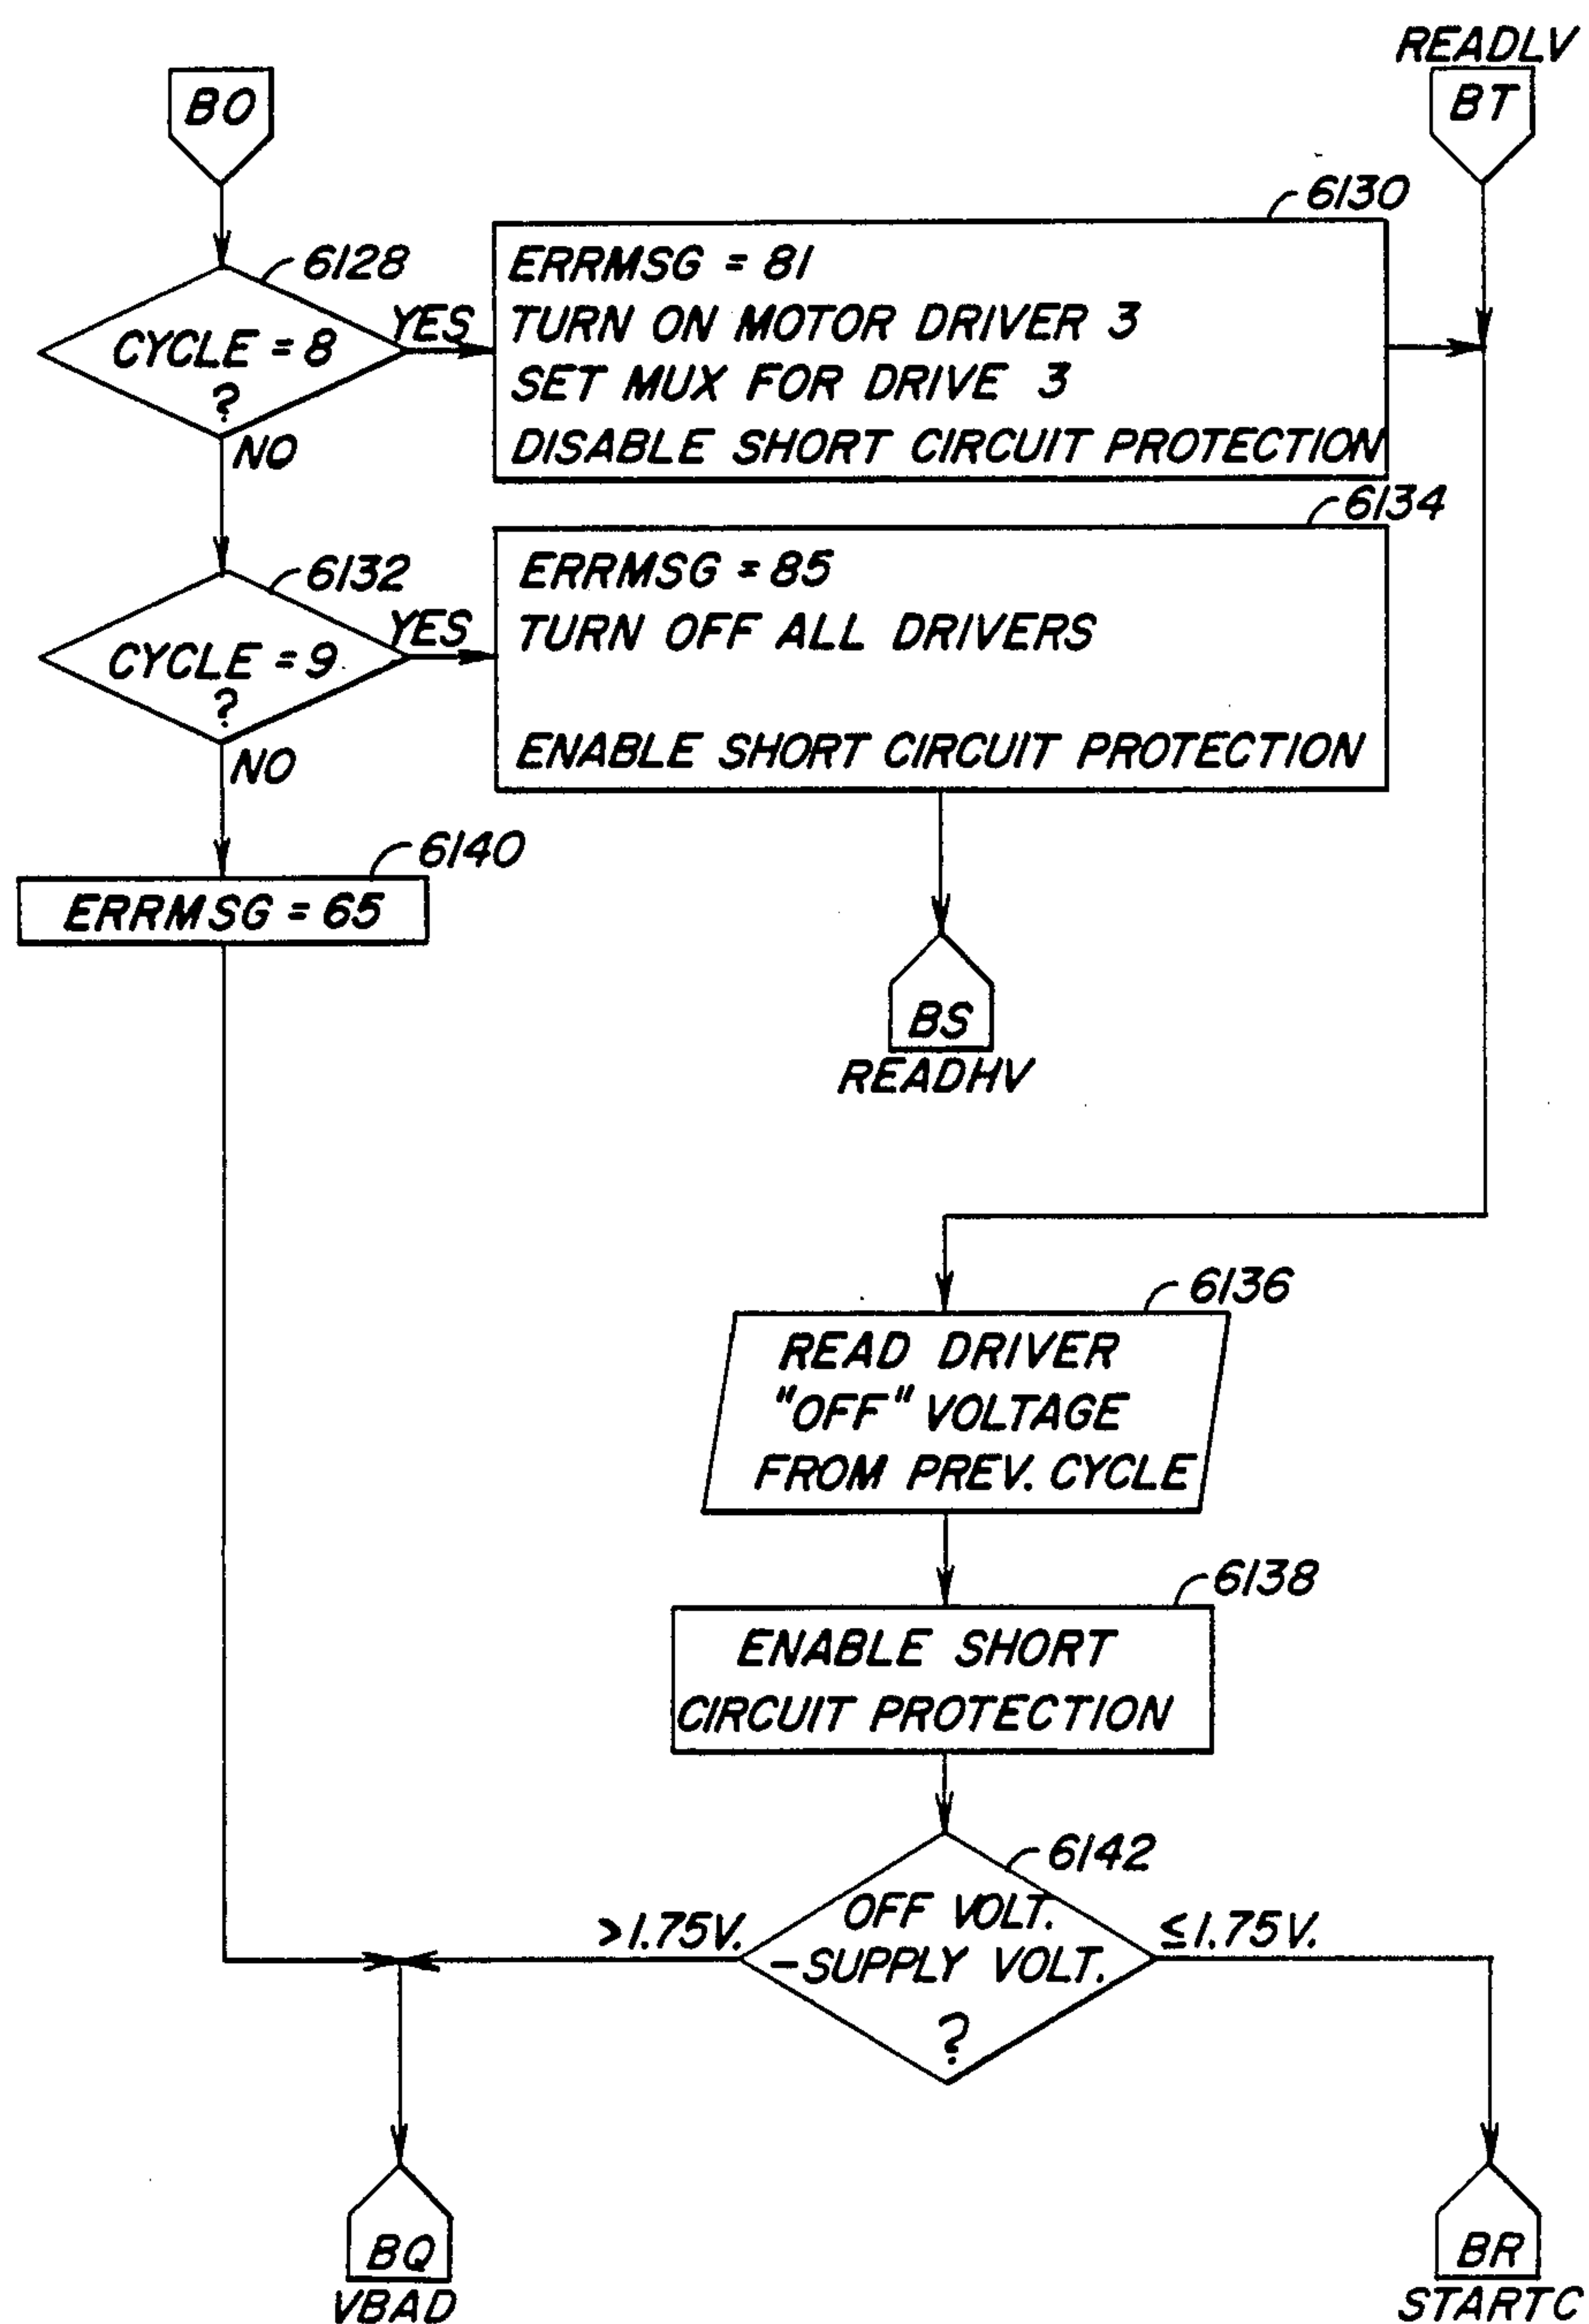 READLV
BO
BT
6130
6128
ERRMSG = 81
TURN ON MOTOR DRIVER 3
SET MUX FOR DRIVE 3
DISABLE SHORT CIRCUIT PROTECTION
CYCLE = 8
?
YES
NO
6134
6132
ERRMSG = 85
TURN OFF ALL DRIVERS
ENABLE SHORT CIRCUIT PROTECTION
CYCLE = 9
?
YES
NO
6140
ERRMSG = 65
BS
READHV
6136
READ DRIVER
"OFF" VOLTAGE
FROM PREV. CYCLE
6138
ENABLE SHORT
CIRCUIT PROTECTION
6142
OFF VOLT.
-SUPPLY VOLT.
?
>1.75V.
≤1.75V.
BQ
VBAD
BR
STARTC